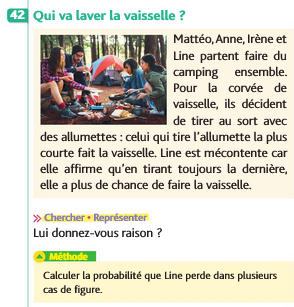 42 Qui va laver la vaisselle ?
Mattéo, Anne, Irène et
Line partent faire du
camping ensemble.
Pour la corvée de
vaisselle, ils décident
de tirer au sort avec
des allumettes : celui qui tire l'allumette la plus
courte fait la vaisselle. Line est mécontente car
elle affirme qu'en tirant toujours la dernière,
elle a plus de chance de faire la vaisselle.
Chercher • Représenter
Lui donnez-vous raison ?
Méthode
Calculer la probabilité que Line perde dans plusieurs
cas de figure.